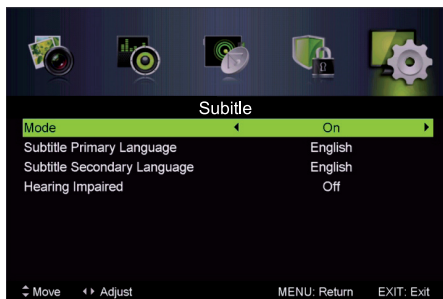 Subitle
Mode On
Subtitle Primary Language English
Subtitle Secondary Language English
Hearing Impaired Off
Move Adjust MENU: Return EXIT: Exit